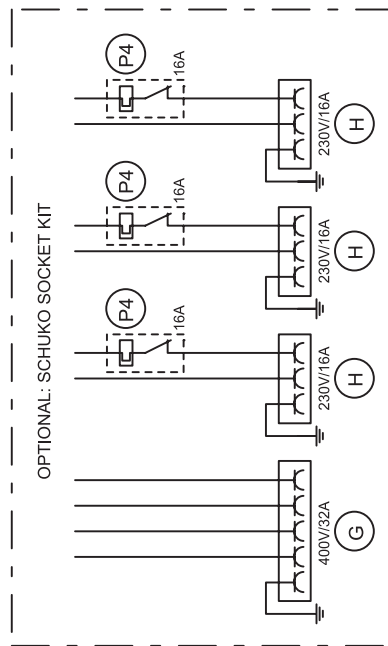 OPTIONAL: SCHUKO SOCKET KIT
P4
16A
P4
16A
P4
16A
400V/32A
G
230V/16A
H
230V/16A
H
230V/16A
H